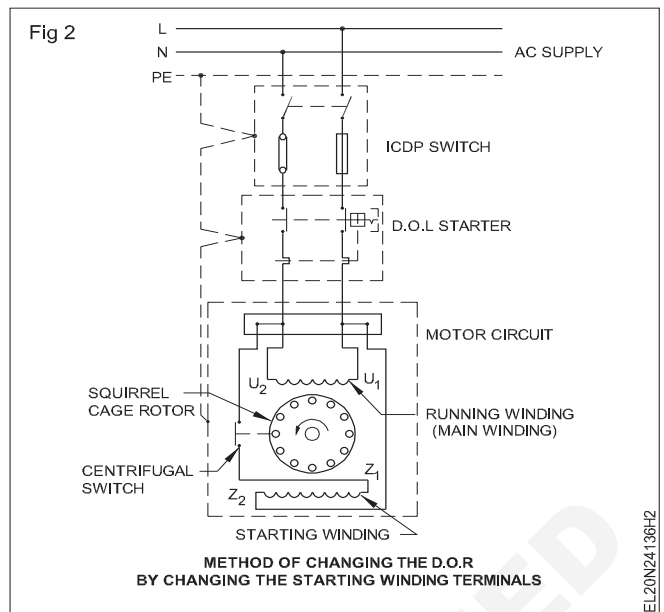 Fig 2
L
N
AC SUPPLY
PE
ICDP SWITCH
D.O.L STARTER
MOTOR CIRCUIT
U2
U1
SQUIRREL
CAGE ROTOR
RUNNING WINDING
(MAIN WINDING)
CENTRIFUGAL
SWITCH
Z1
Z2
STARTING WINDING
METHOD OF CHANGING THE D.O.R
BY CHANGING THE STARTING WINDING TERMINALS
EL20N24136H2